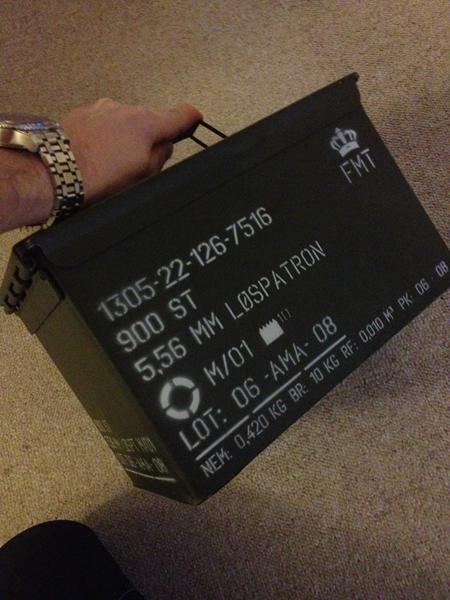 FMT
1305-22-126-7516
900 ST
5.56 MM LØSPATRON
M/01
LOT: 06-AMA-08
NEM: 0,420 KG BR: 10 KG RF: 0,010 M³ PK: 06-08